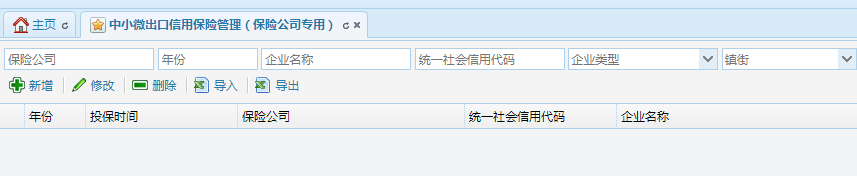 主页 中小微出口信用保险管理（保险公司专用）
保险公司 年份 企业名称 统一社会信用代码 企业类型 镇街
新增 修改 删除 导入 导出
年份 投保时间 保险公司 统一社会信用代码 企业名称